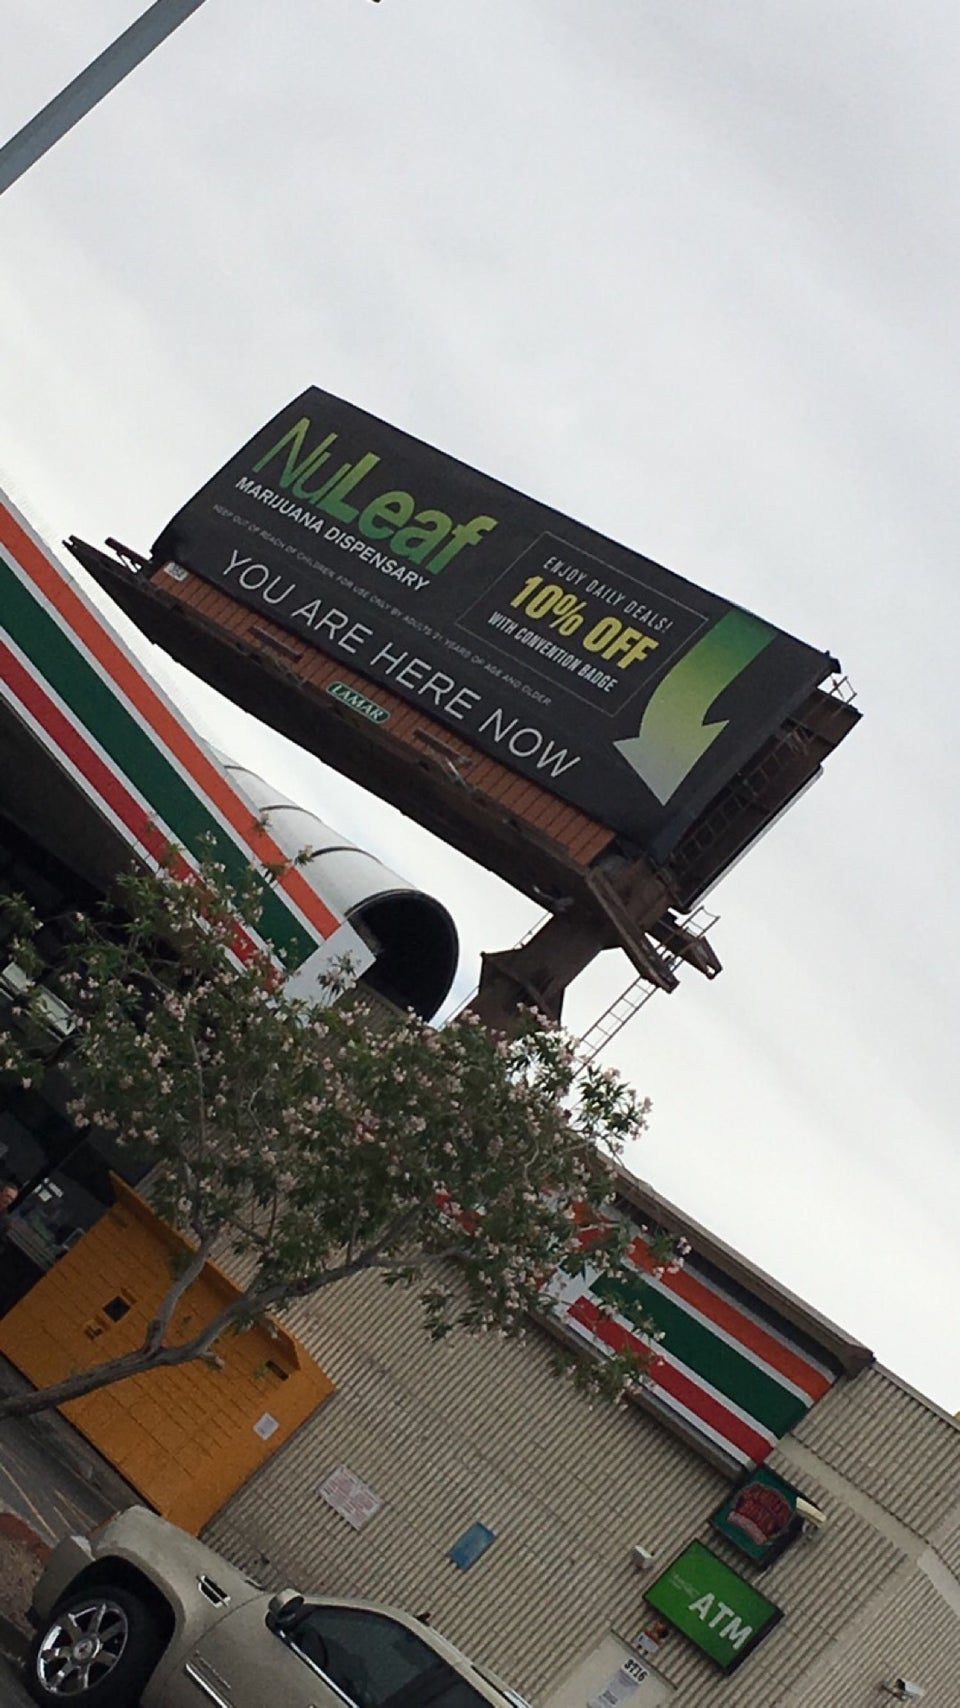 NuLeaf
MARIJUANA DISPENSARY
KEEP OUT OF REACH OF CHILDREN. FOR USE ONLY BY ADULTS 21 YEARS OF AGE AND OLDER
YOU ARE HERE NOW
ENJOY DAILY DEALS!
10% OFF
WITH CONVENTION BADGE
LAMAR
ATM
3716